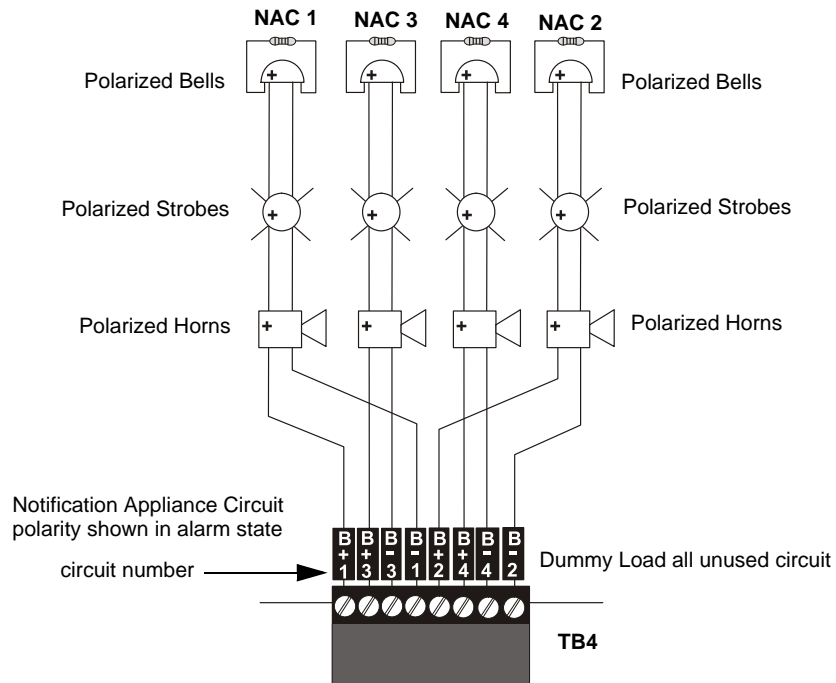 NAC 1 NAC 3 NAC 4 NAC 2
+ + + +
Polarized Bells
Polarized Bells
+ + + +
Polarized Strobes
Polarized Strobes
+ + + +
Polarized Horns
Polarized Horns
Notification Appliance Circuit
polarity shown in alarm state
circuit number
B+1 B+3 B-3 B-1 B+2 B+4 B-4 B-2
Dummy Load all unused circuit
TB4